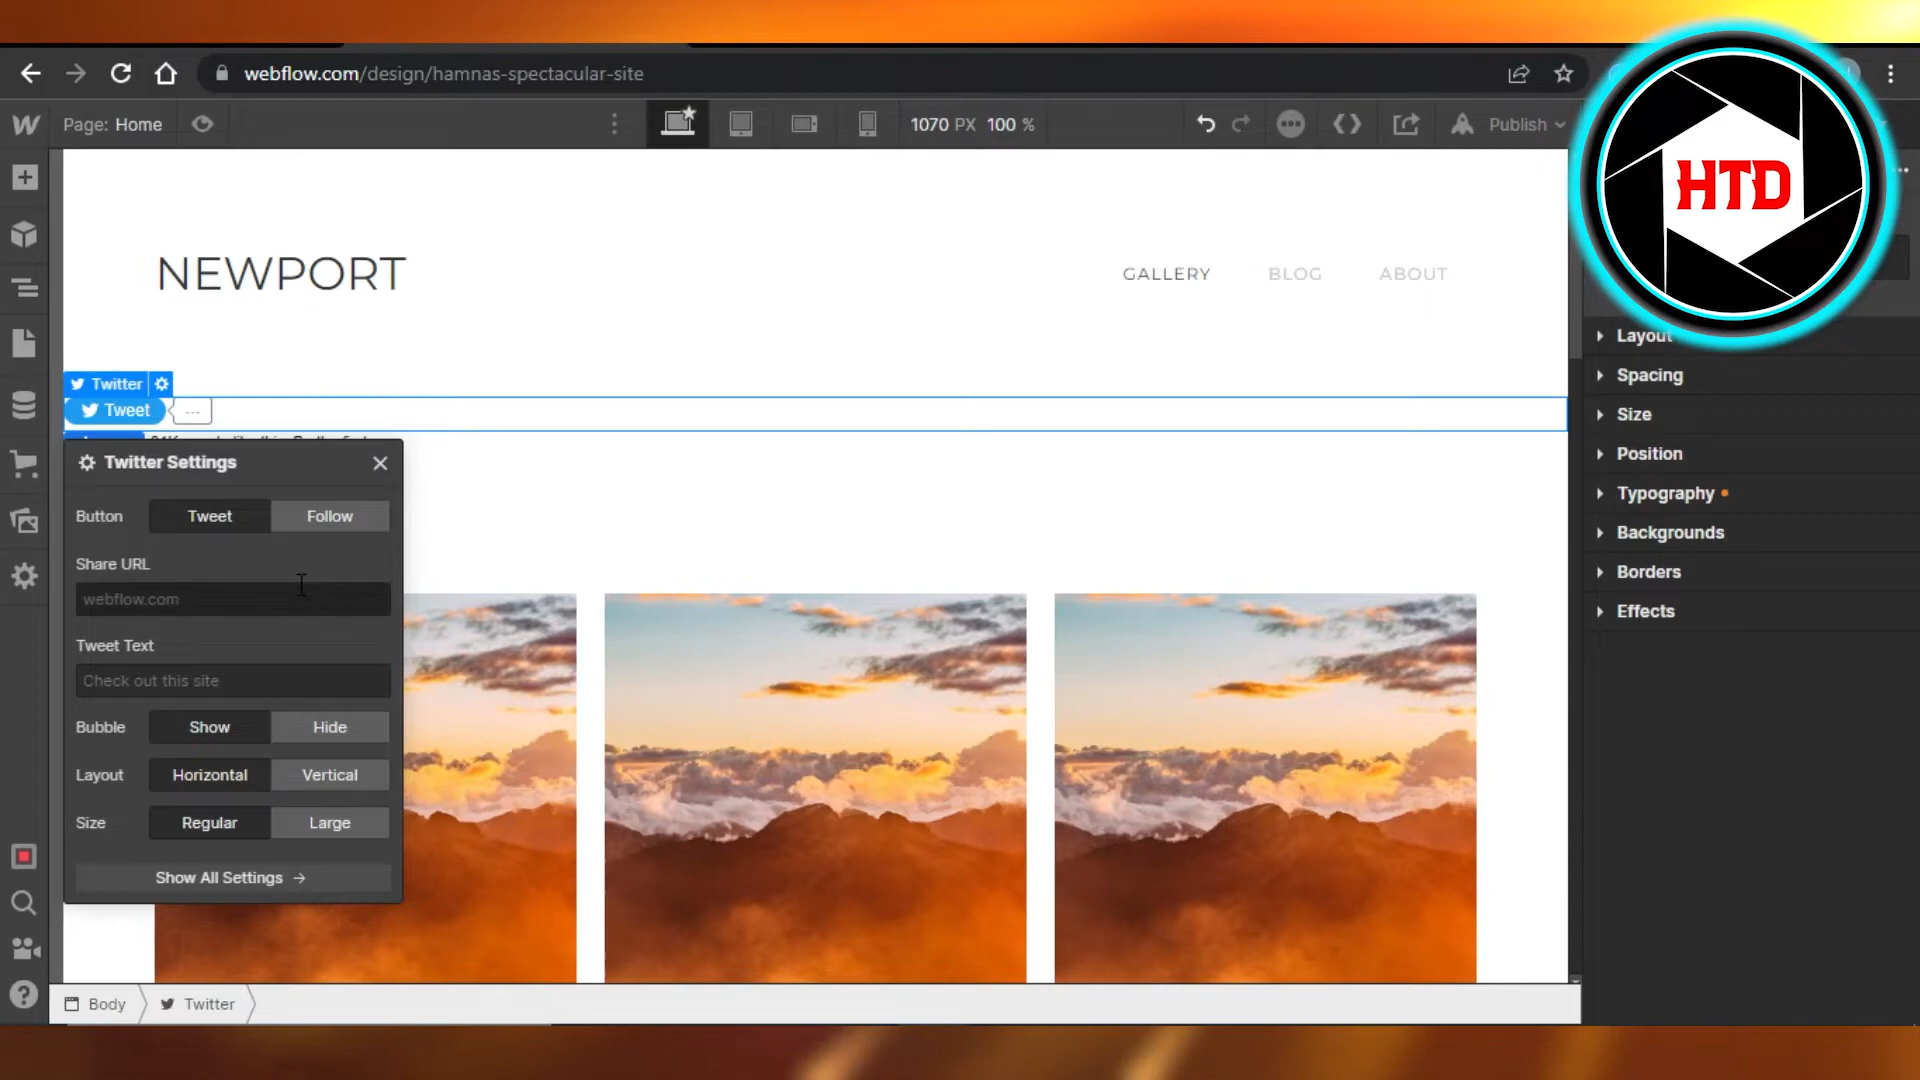 webflow.com/design/hamnas-spectacular-site
Page: Home
1070 PX 100 %
Publish
HTD
NEWPORT
GALLERY
BLOG
ABOUT
Twitter
Tweet
...
Twitter Settings
Button
Tweet
Follow
Share URL
webflow.com
Tweet Text
Check out this site
Bubble
Show
Hide
Layout
Horizontal
Vertical
Size
Regular
Large
Show All Settings →
Layout
Spacing
Size
Position
Typography
Backgrounds
Borders
Effects
Body
Twitter